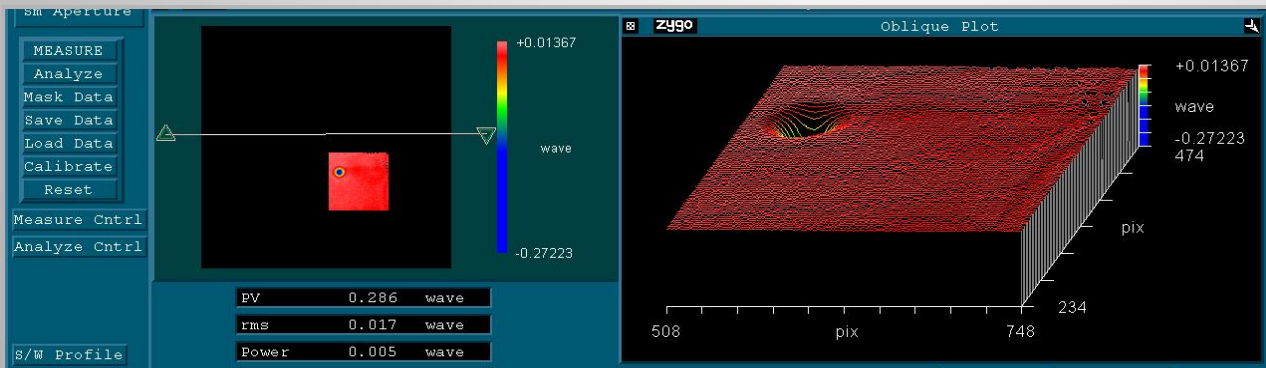 Sm Aperture
MEASURE
Analyze
Mask Data
Save Data
Load Data
Calibrate
Reset
Measure Cntrl
Analyze Cntrl
S/W Profile
+0.01367
wave
-0.27223
PV 0.286 wave
rms 0.017 wave
Power 0.005 wave
zygo Oblique Plot
+0.01367
wave
-0.27223
474
pix
234
508 pix 748